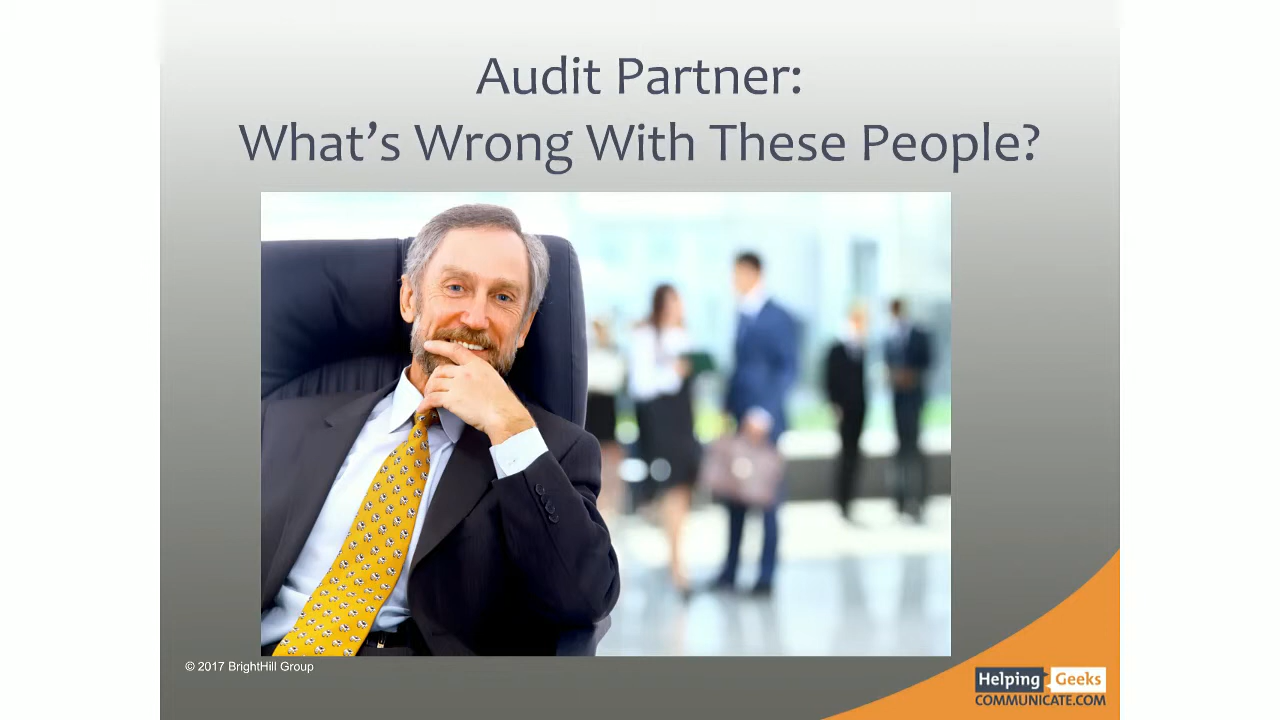 Audit Partner:
What's Wrong With These People?
© 2017 BrightHill Group
Helping Geeks
COMMUNICATE.COM